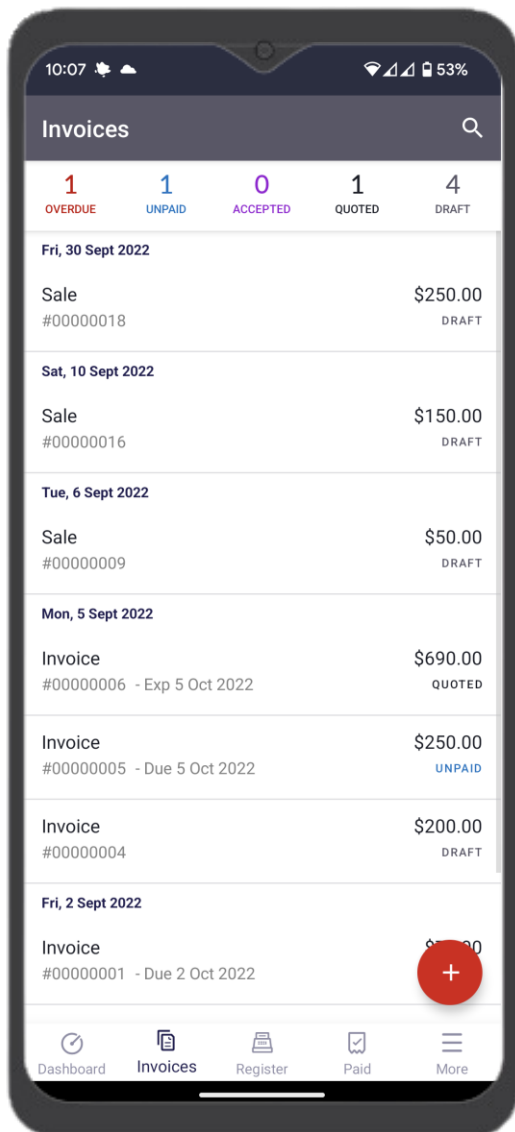 10:07 53%
Invoices
1 1 0 1 4
OVERDUE UNPAID ACCEPTED QUOTED DRAFT
Fri, 30 Sept 2022
Sale $250.00
#00000018 DRAFT
Sat, 10 Sept 2022
Sale $150.00
#00000016 DRAFT
Tue, 6 Sept 2022
Sale $50.00
#00000009 DRAFT
Mon, 5 Sept 2022
Invoice $690.00
#00000006 - Exp 5 Oct 2022 QUOTED
Invoice $250.00
#00000005 - Due 5 Oct 2022 UNPAID
Invoice $200.00
#00000004 DRAFT
Fri, 2 Sept 2022
Invoice
#00000001 - Due 2 Oct 2022
Dashboard Invoices Register Paid More